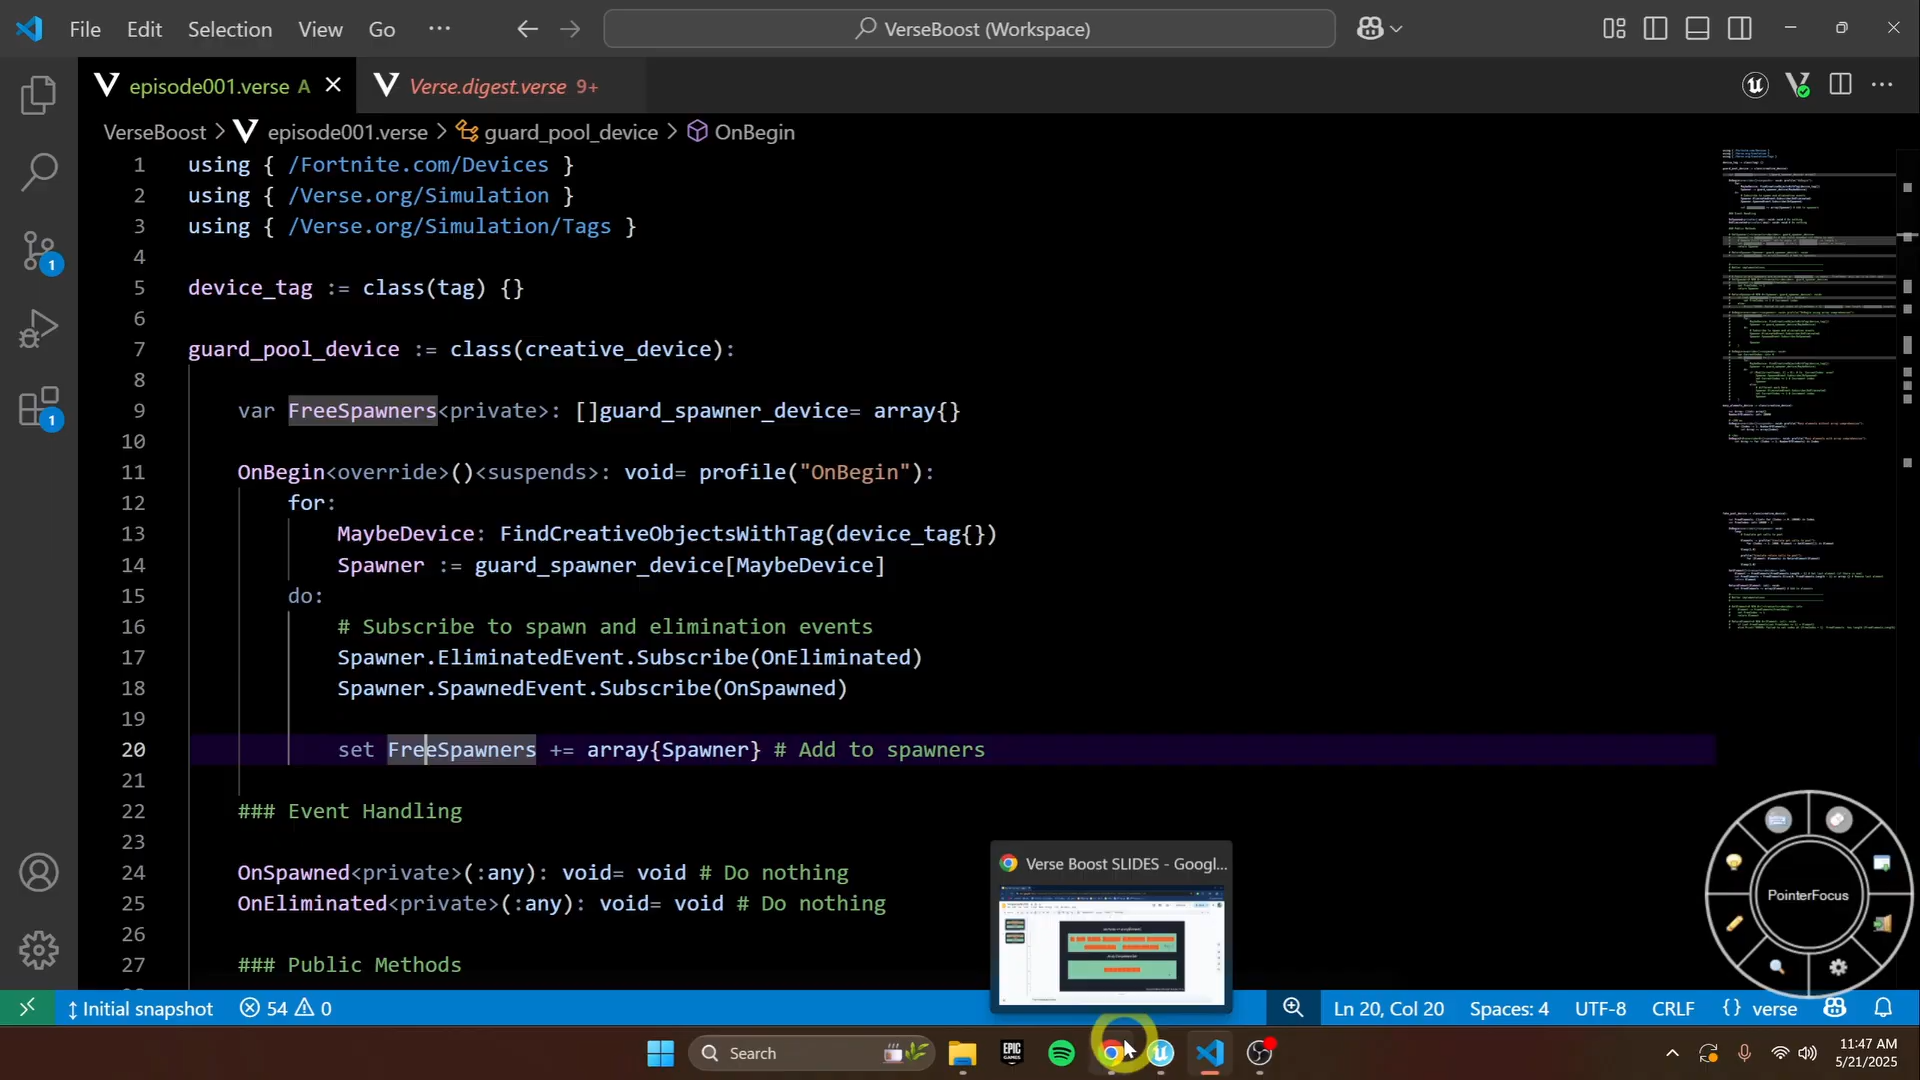 File Edit Selection View Go ··· VerseBoost (Workspace)
episode001.verse A Verse.digest.verse 9+
VerseBoost > episode001.verse > guard_pool_device > OnBegin
1 using { /Fortnite.com/Devices }
2 using { /Verse.org/Simulation }
3 using { /Verse.org/Simulation/Tags }
4
5 device_tag := class(tag) {}
6
7 guard_pool_device := class(creative_device):
8
9 var FreeSpawners<private>: []guard_spawner_device= array{}
10
11 OnBegin<override>()<suspends>: void= profile("OnBegin"):
12 for:
13 MaybeDevice: FindCreativeObjectsWithTag(device_tag{})
14 Spawner := guard_spawner_device[MaybeDevice]
15 do:
16 # Subscribe to spawn and elimination events
17 Spawner.EliminatedEvent.Subscribe(OnEliminated)
18 Spawner.SpawnedEvent.Subscribe(OnSpawned)
19
20 set FreeSpawners += array{Spawner} # Add to spawners
21
22 ### Event Handling
23
24 OnSpawned<private>(:any): void= void # Do nothing
25 OnEliminated<private>(:any): void= void # Do nothing
26
27 ### Public Methods
1
1
Verse Boost SLIDES - Googl...
PointerFocus
Initial snapshot 54 0 Ln 20, Col 20 Spaces: 4 UTF-8 CRLF {} verse
Search
EPIC GAMES
11:47 AM
5/21/2025